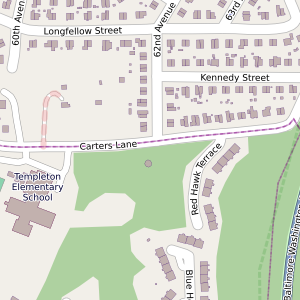 60th Aven
Longfellow Street
62nd Avenue
63rd
Kennedy Street
Carters Lane
Templeton
Elementary
School
Red Hawk Terrace
Blue H
Baltimore-Washington